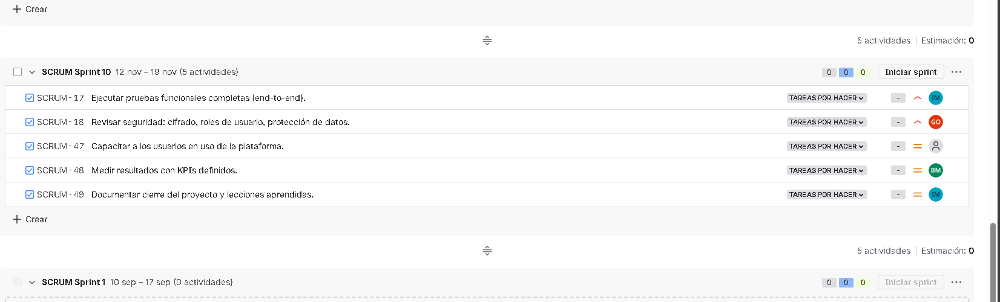 Crear
5 actividades Estimación: 0
SCRUM Sprint 10 12 nov – 19 nov (5 actividades) 0 0 0 Iniciar sprint
SCRUM-17 Ejecutar pruebas funcionales completas (end-to-end). TAREAS POR HACER - IM
SCRUM-18 Revisar seguridad: cifrado, roles de usuario, protección de datos. TAREAS POR HACER - GO
SCRUM-47 Capacitar a los usuarios en uso de la plataforma. TAREAS POR HACER -
SCRUM-48 Medir resultados con KPIs definidos. TAREAS POR HACER - BM
SCRUM-49 Documentar cierre del proyecto y lecciones aprendidas. TAREAS POR HACER - IM
Crear
5 actividades Estimación: 0
SCRUM Sprint 1 10 sep – 17 sep (0 actividades) 0 0 0 Iniciar sprint